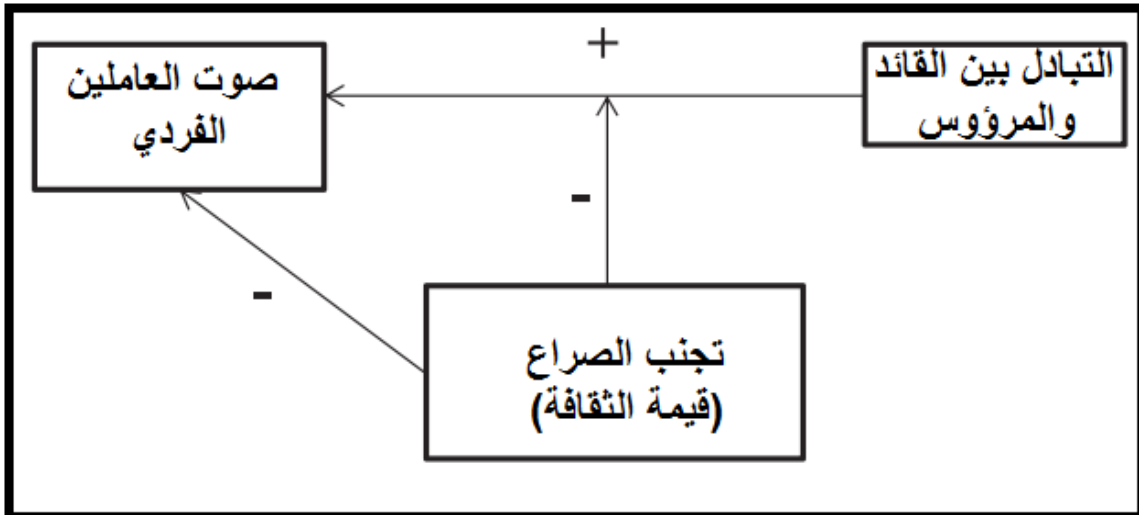 التبادل بين القائد
والمرؤوس
+
صوت العاملين
الفردي
-
-
تجنب الصراع
(قيمة الثقافة)